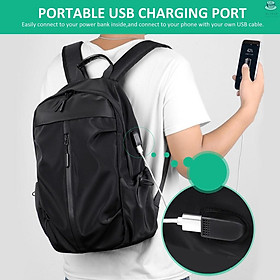 PORTABLE USB CHARGING PORT
Easily connect to your power bank inside,and connect to your phone with your own USB cable.